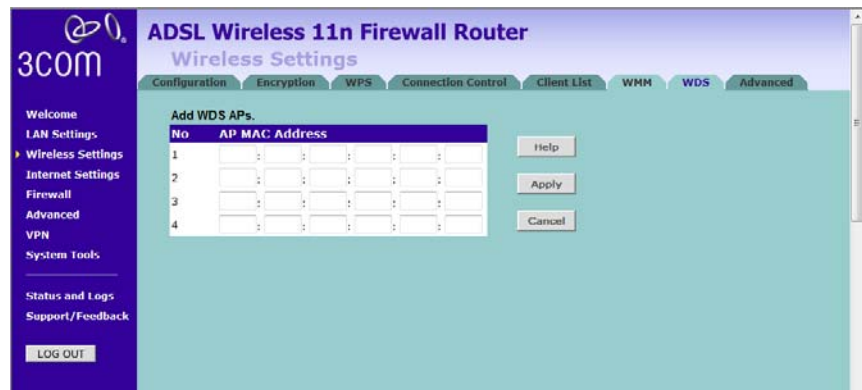 3COM
ADSL Wireless 11n Firewall Router
Wireless Settings
Configuration Encryption WPS Connection Control Client List WMM WDS Advanced
Welcome
LAN Settings
Wireless Settings
Internet Settings
Firewall
Advanced
VPN
System Tools
Status and Logs
Support/Feedback
LOG OUT
Add WDS APs.
No AP MAC Address
1 : : : : :
2 : : : : :
3 : : : : :
4 : : : : :
Help
Apply
Cancel